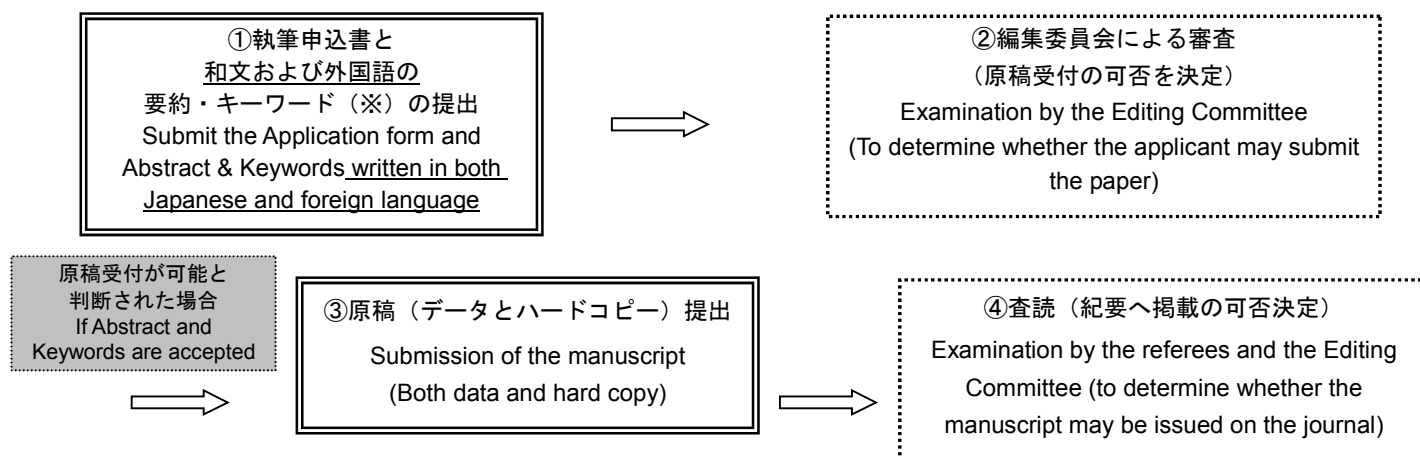 ①執筆申込書と
和文および外国語の
要約・キーワード（※）の提出
Submit the Application form and
Abstract & Keywords written in both
Japanese and foreign language
②編集委員会による審査
（原稿受付の可否を決定）
Examination by the Editing Committee
(To determine whether the applicant may submit
the paper)
原稿受付が可能と
判断された場合
If Abstract and
Keywords are accepted
③原稿（データとハードコピー）提出
Submission of the manuscript
(Both data and hard copy)
④査読（紀要へ掲載の可否決定）
Examination by the referees and the Editing
Committee (to determine whether the
manuscript may be issued on the journal)